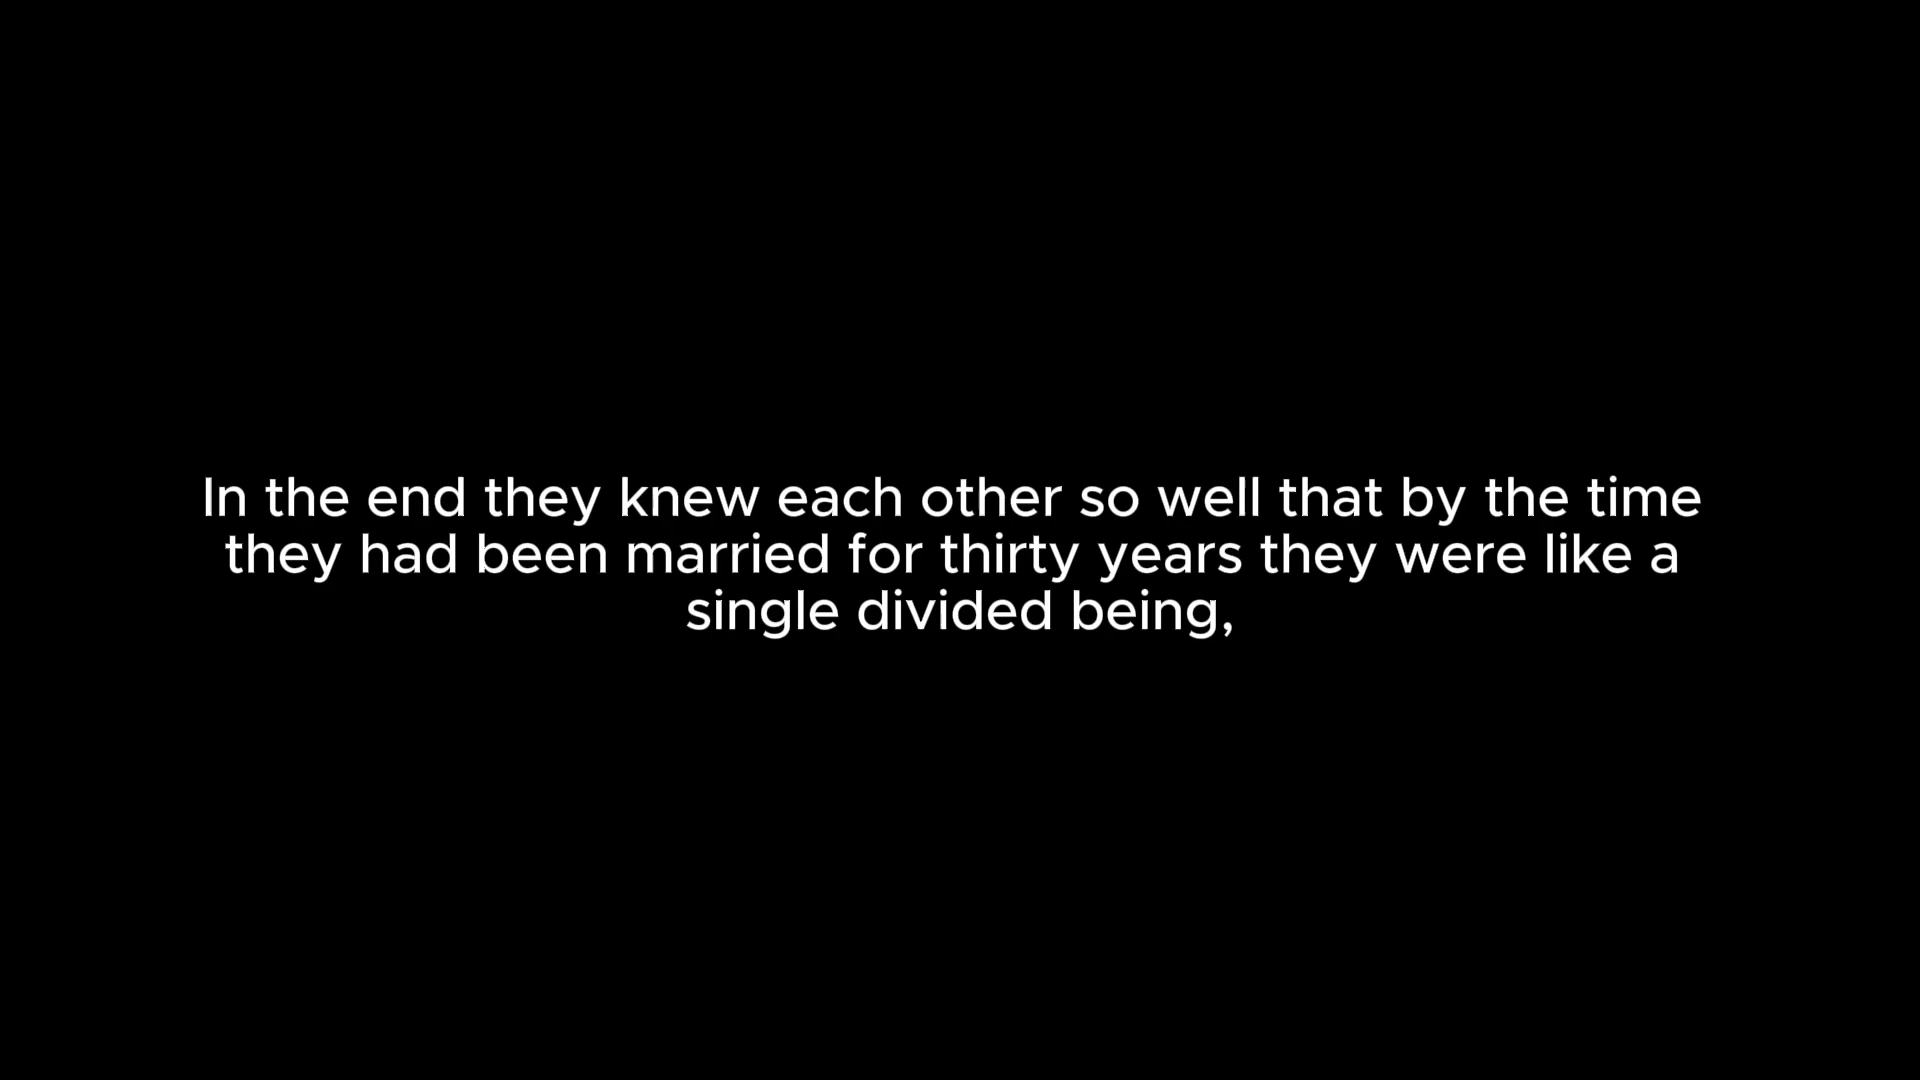 In the end they knew each other so well that by the time
they had been married for thirty years they were like a
single divided being,